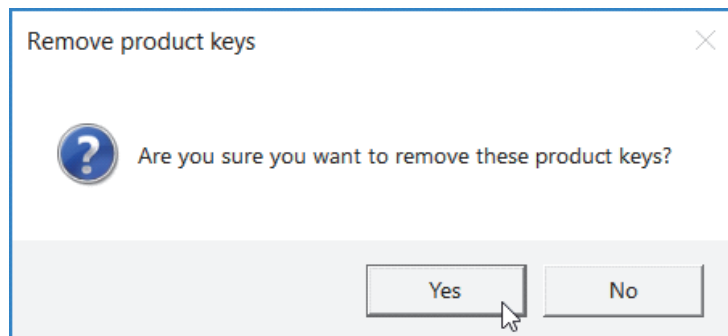 Remove product keys
Are you sure you want to remove these product keys?
Yes
No